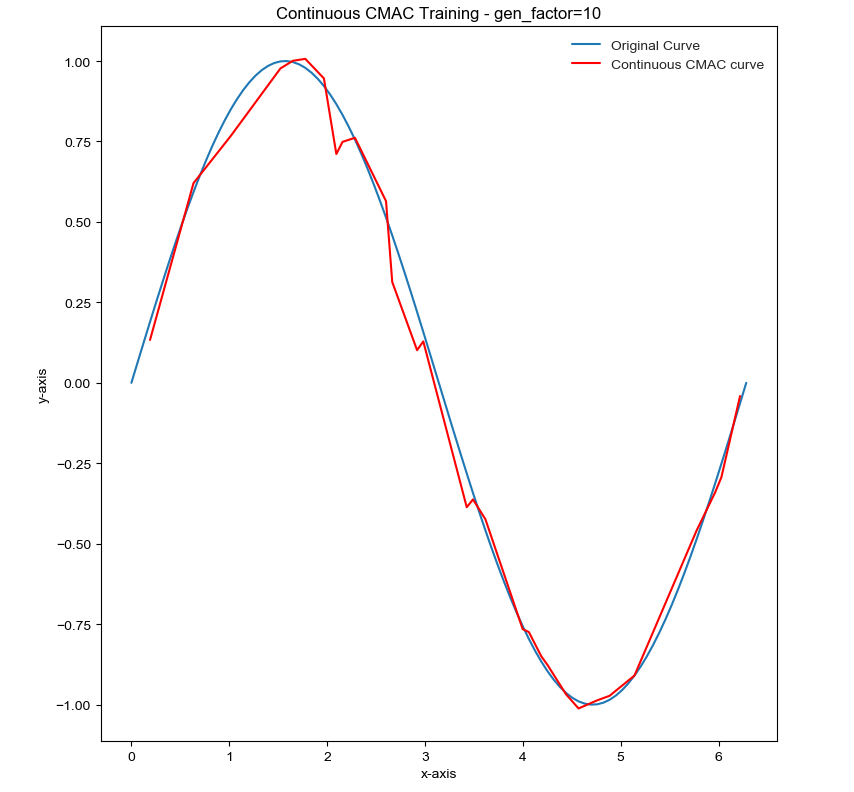 Continuous CMAC Training - gen_factor=10
Original Curve
Continuous CMAC curve
1.00
0.75
0.50
0.25
0.00
−0.25
−0.50
−0.75
−1.00
y-axis
0 1 2 3 4 5 6
x-axis